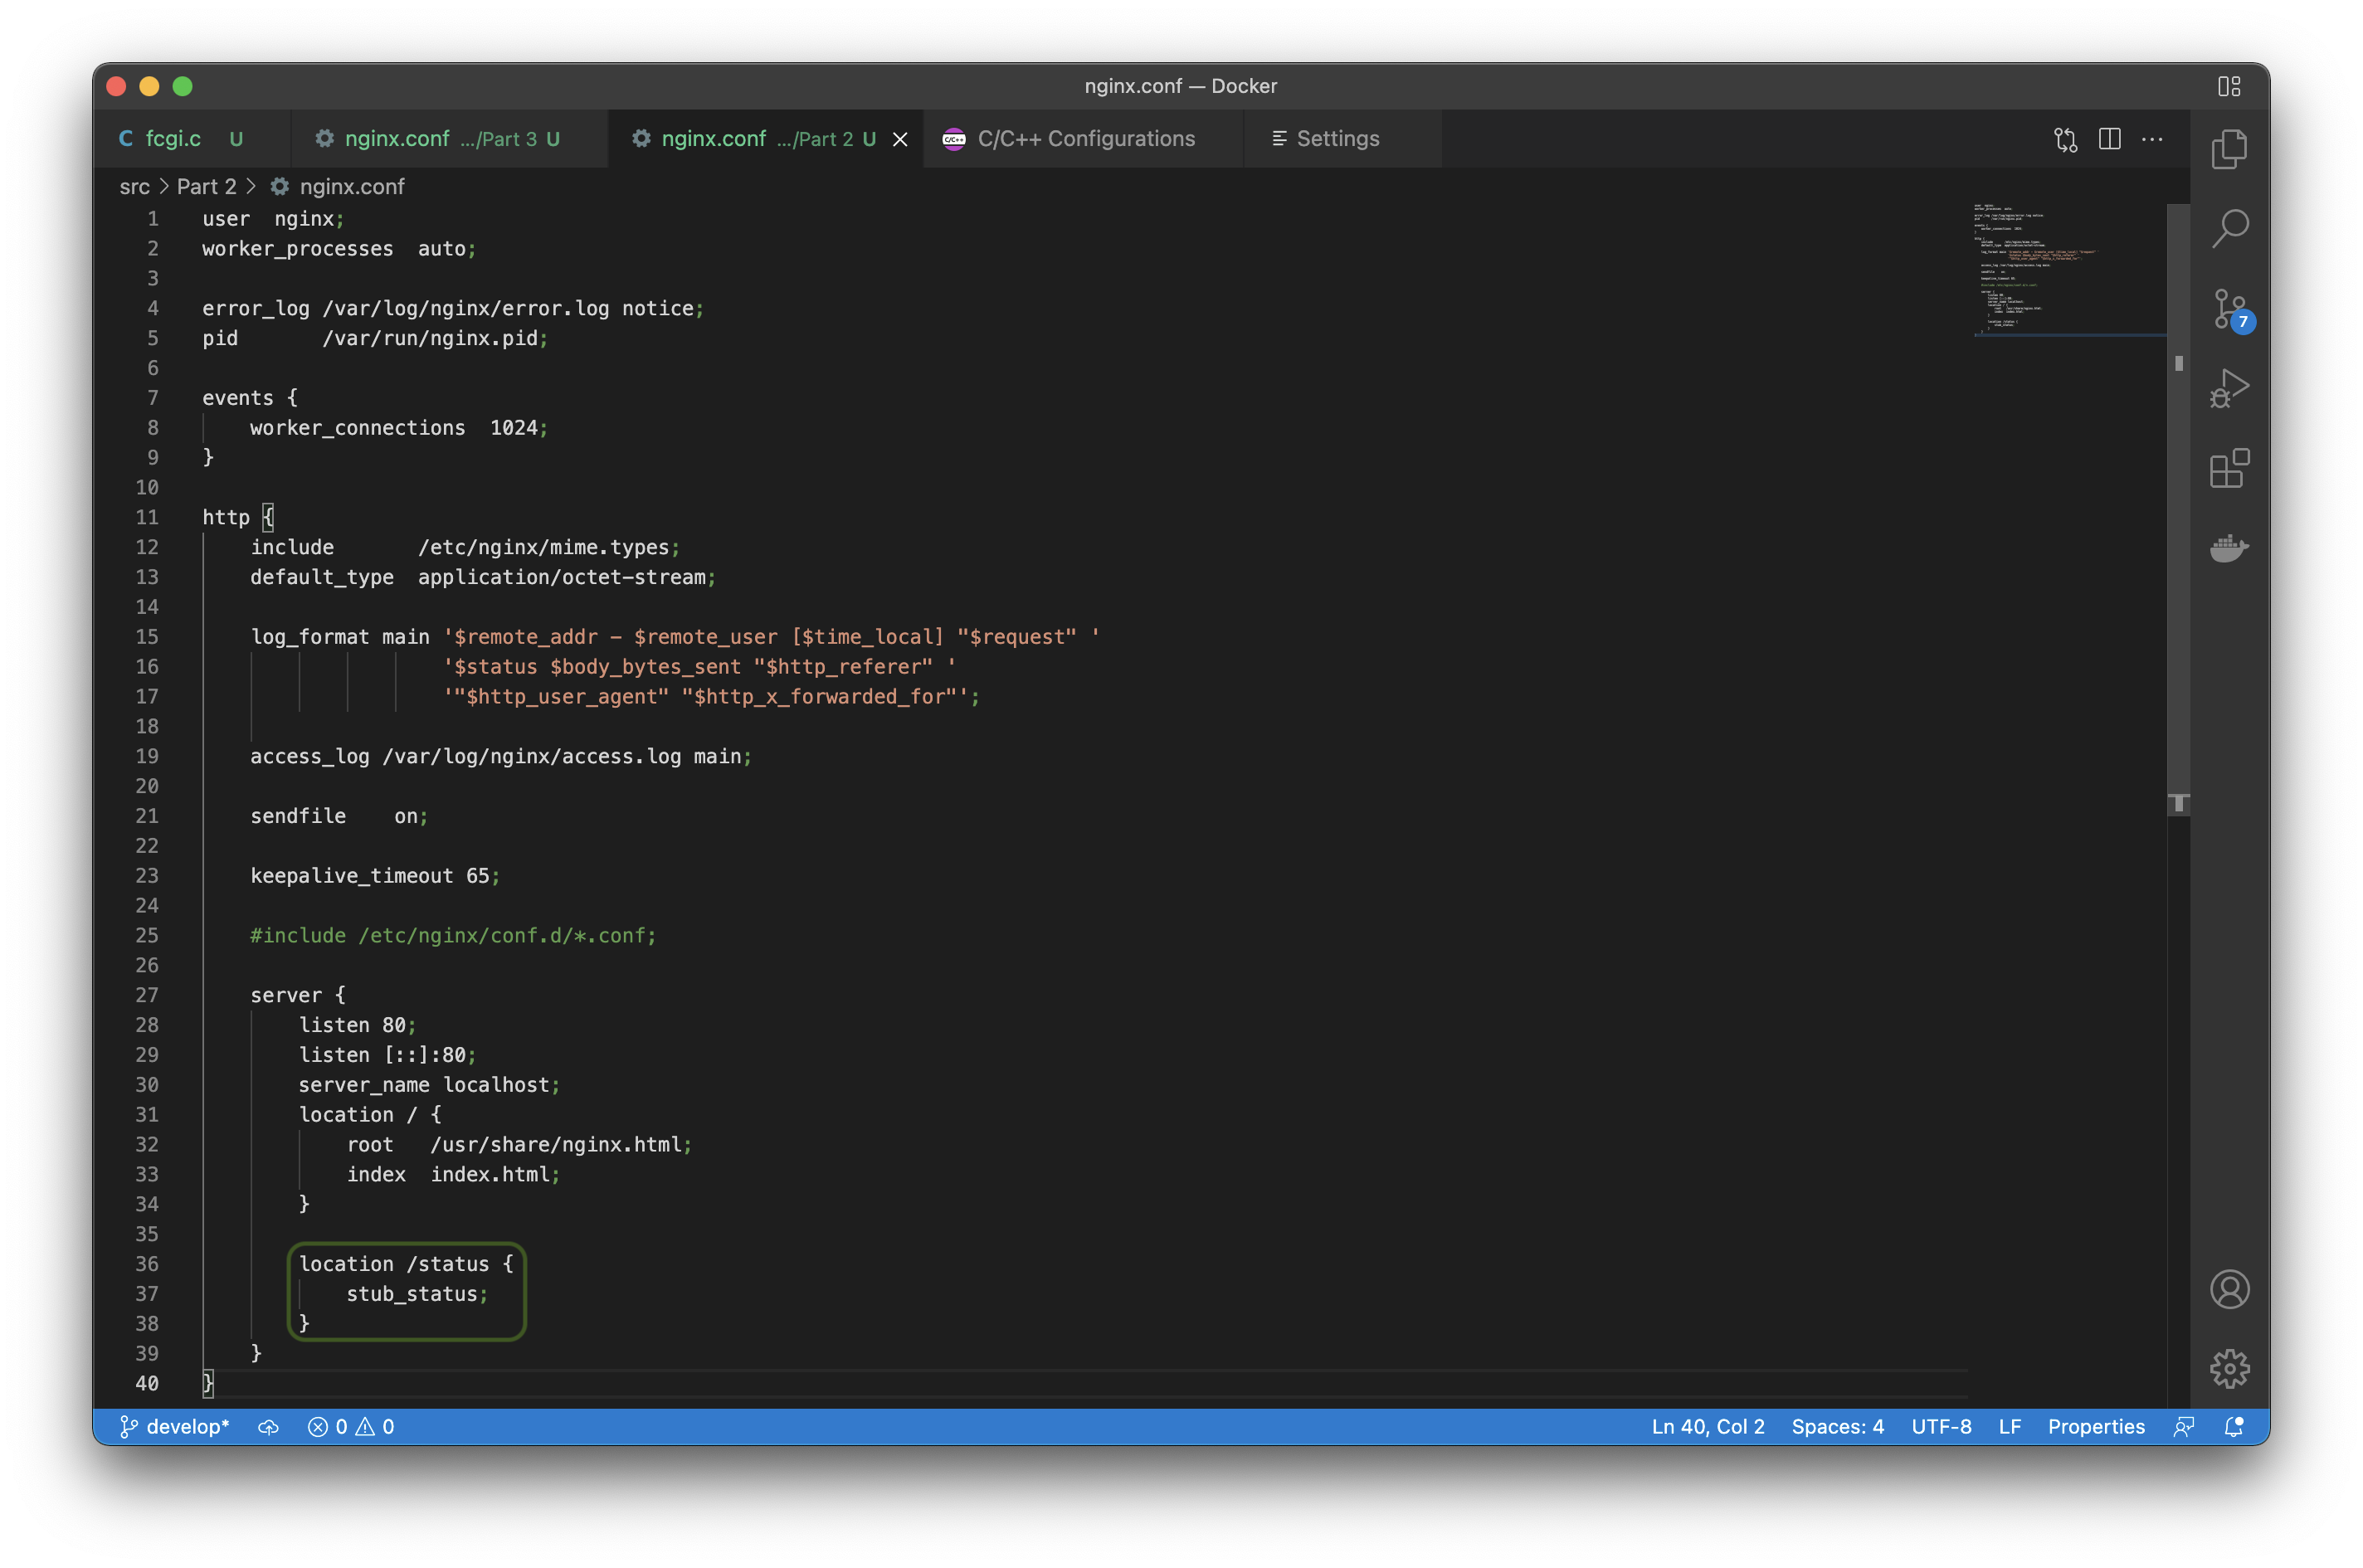 nginx.conf — Docker
C fcgi.c U nginx.conf .../Part 3 U nginx.conf .../Part 2 U C/C++ C/C++ Configurations Settings
src > Part 2 > nginx.conf
1 user  nginx;
2 worker_processes  auto;
3
4 error_log /var/log/nginx/error.log notice;
5 pid       /var/run/nginx.pid;
6
7 events {
8     worker_connections  1024;
9 }
10
11 http {
12     include       /etc/nginx/mime.types;
13     default_type  application/octet-stream;
14
15     log_format main '$remote_addr - $remote_user [$time_local] "$request" '
16                     '$status $body_bytes_sent "$http_referer" '
17                     '"$http_user_agent" "$http_x_forwarded_for"';
18
19     access_log /var/log/nginx/access.log main;
20
21     sendfile    on;
22
23     keepalive_timeout 65;
24
25     #include /etc/nginx/conf.d/*.conf;
26
27     server {
28         listen 80;
29         listen [::]:80;
30         server_name localhost;
31         location / {
32             root   /usr/share/nginx.html;
33             index  index.html;
34         }
35
36         location /status {
37             stub_status;
38         }
39     }
40 }
7
develop* 0 0 Ln 40, Col 2 Spaces: 4 UTF-8 LF Properties